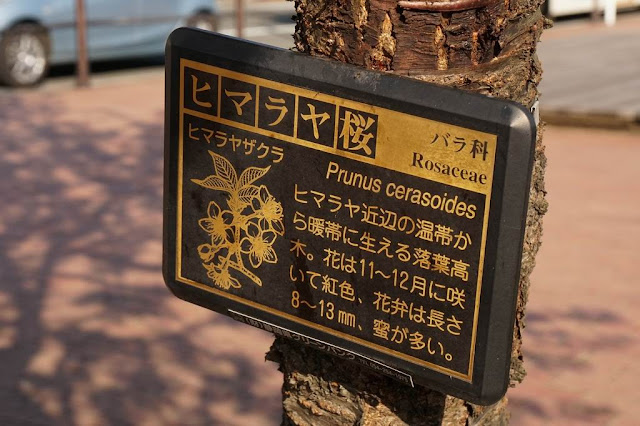 ヒマラヤ桜
バラ科
ヒマラヤザクラ
Rosaceae
Prunus cerasoides
ヒマラヤ近辺の温帯か
ら暖帯に生える落葉高
木。花は11～12月に咲
いて紅色、花弁は長さ
8～13mm、蜜が多い。